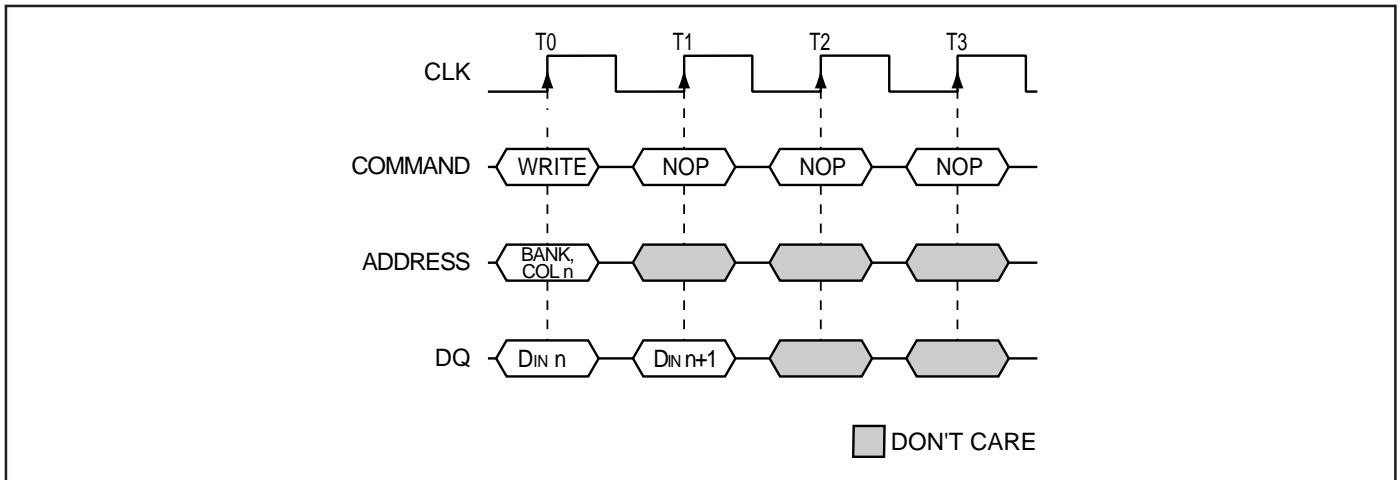 T0 T1 T2 T3
CLK
COMMAND WRITE NOP NOP NOP
ADDRESS BANK,
COL n
DQ DIN n DIN n+1
DON'T CARE